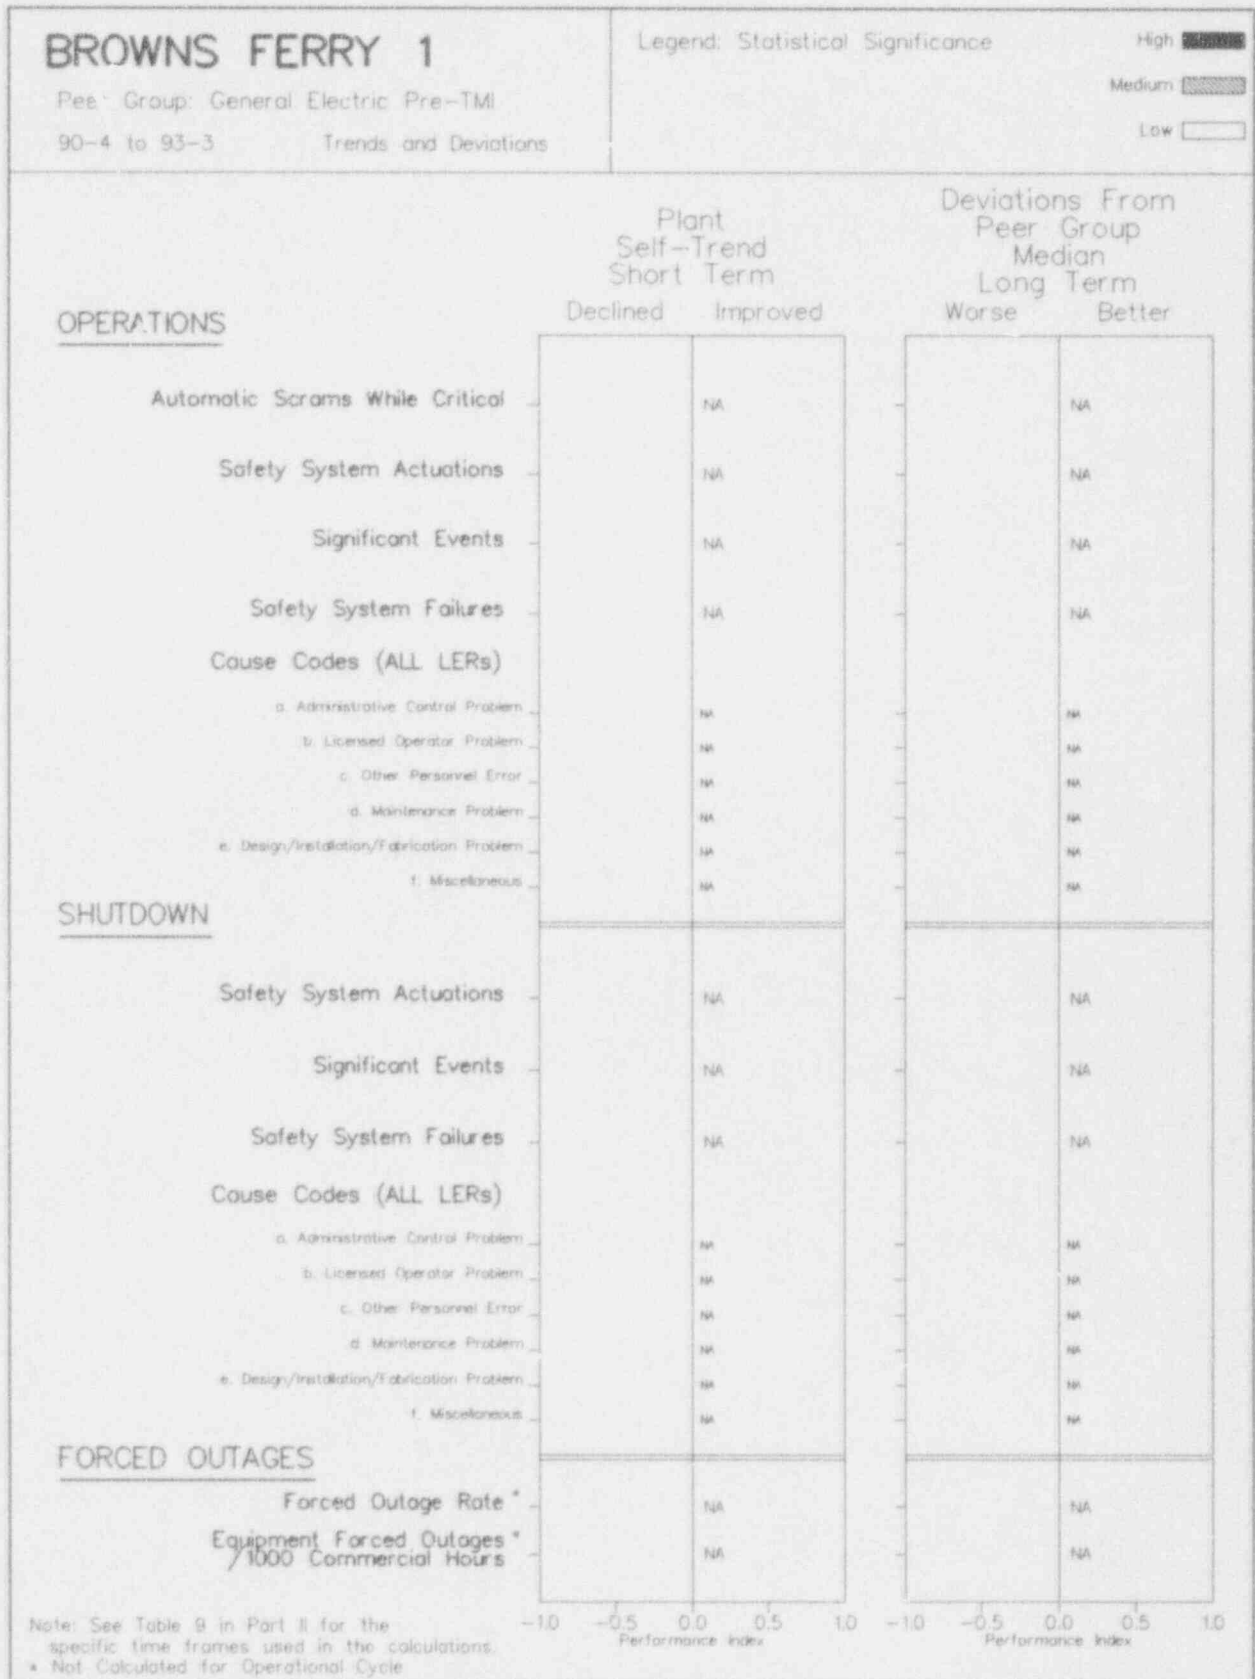 BROWNS FERRY 1
Pee Group: General Electric Pre-TMI
90-4 to 93-3 Trends and Deviations
Legend: Statistical Significance
High
Medium
Low
Plant
Self-Trend
Short Term
Declined Improved
Deviations From
Peer Group
Median
Long Term
Worse Better
OPERATIONS
Automatic Scrams While Critical NA NA
Safety System Actuations NA NA
Significant Events NA NA
Safety System Failures NA NA
Cause Codes (ALL LERs)
a. Administrative Control Problem NA NA
b. Licensed Operator Problem NA NA
c. Other Personnel Error NA NA
d. Maintenance Problem NA NA
e. Design/Installation/Fabrication Problem NA NA
f. Miscellaneous NA NA
SHUTDOWN
Safety System Actuations NA NA
Significant Events NA NA
Safety System Failures NA NA
Cause Codes (ALL LERs)
a. Administrative Control Problem NA NA
b. Licensed Operator Problem NA NA
c. Other Personnel Error NA NA
d. Maintenance Problem NA NA
e. Design/Installation/Fabrication Problem NA NA
f. Miscellaneous NA NA
FORCED OUTAGES
Forced Outage Rate * NA NA
Equipment Forced Outages *
/1000 Commercial Hours NA NA
-1.0 -0.5 0.0 0.5 1.0
Performance Index
-1.0 -0.5 0.0 0.5 1.0
Performance Index
Note: See Table 9 in Part II for the
specific time frames used in the calculations.
* Not Calculated for Operational Cycle